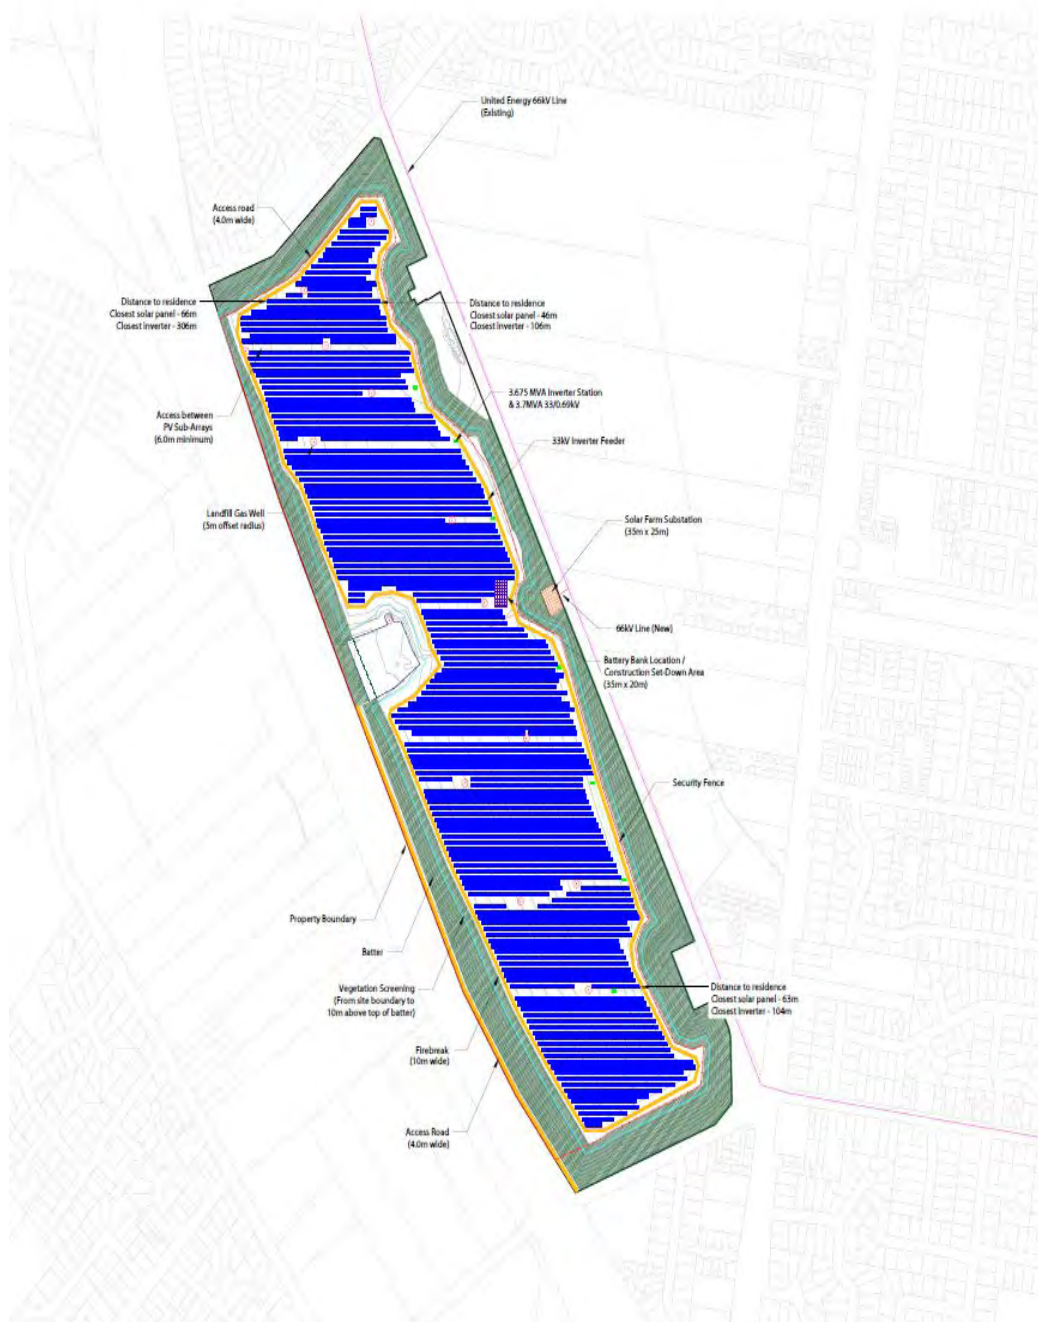 United Energy 66kV Line
(Existing)
Access road
(4.0m wide)
Distance to residence
Closest solar panel - 66m
Closest inverter - 306m
Distance to residence
Closest solar panel - 46m
Closest inverter - 106m
3.675 MVA Inverter Station
& 3.7MVA 33/0.69kV
Access between
PV Sub-Arrays
(6.0m minimum)
33kV Inverter Feeder
Landfill Gas Well
(5m offset radius)
Solar Farm Substation
(35m x 25m)
66kV Line (New)
Battery Bank Location /
Construction Set-Down Area
(35m x 20m)
Security Fence
Property Boundary
Batter
Vegetation Screening
(From site boundary to
10m above top of batter)
Distance to residence
Closest solar panel - 63m
Closest inverter - 104m
Firebreak
(10m wide)
Access Road
(4.0m wide)